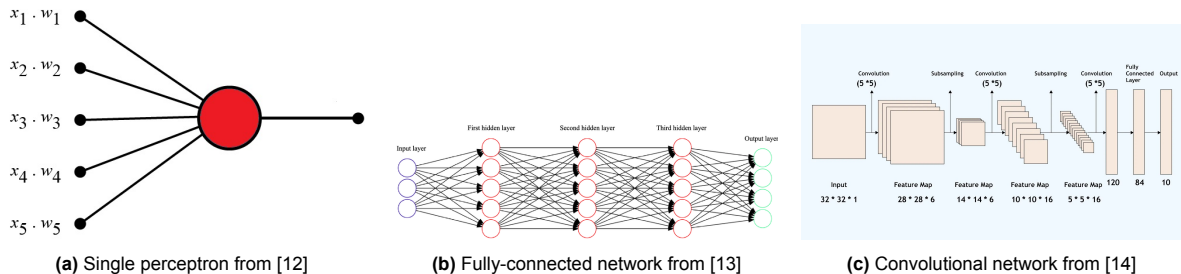 x₁ · w₁
x₂ · w₂
x₃ · w₃
x₄ · w₄
x₅ · w₅
(a) Single perceptron from [12]
Input layer
First hidden layer
Second hidden layer
Third hidden layer
Output layer
(b) Fully-connected network from [13]
Convolution
(5 *5)
Subsampling
Convolution
(5 *5)
Subsampling
Convolution
(5 *5)
Fully
Connected
Layer
Output
120
84
10
Input
Feature Map
Feature Map
Feature Map
Feature Map
32 * 32 * 1
28 * 28 * 6
14 * 14 * 6
10 * 10 * 16
5 * 5 * 16
(c) Convolutional network from [14]